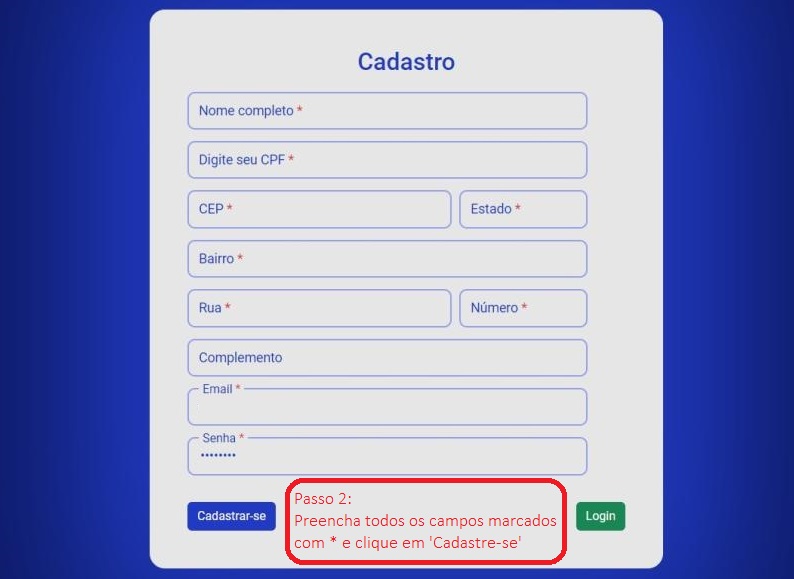 Cadastro
Nome completo *
Digite seu CPF *
CEP * Estado *
Bairro *
Rua * Número *
Complemento
Email *
Senha *
••••••••
Cadastrar-se
Passo 2:
Preencha todos os campos marcados
com * e clique em 'Cadastre-se'
Login